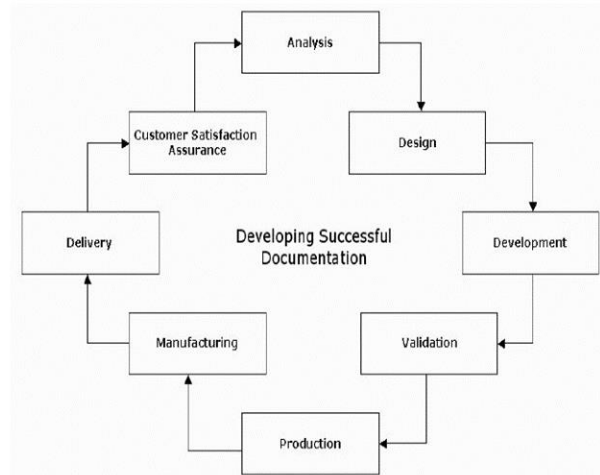 Analysis
Customer Satisfaction
Assurance
Design
Delivery
Developing Successful
Documentation
Development
Manufacturing
Validation
Production